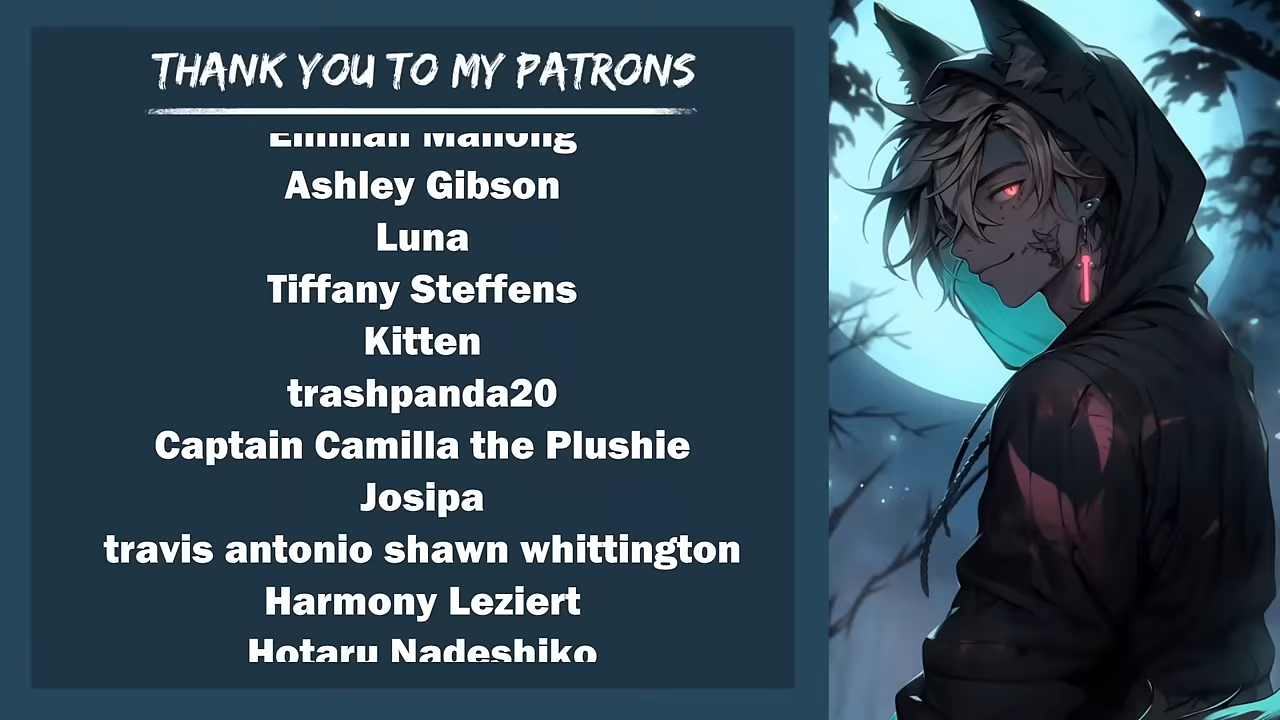 THANK YOU TO MY PATRONS
Ashley Gibson
Luna
Tiffany Steffens
Kitten
trashpanda20
Captain Camilla the Plushie
Josipa
travis antonio shawn whittington
Harmony Leziert
Hotaru Nadeshiko